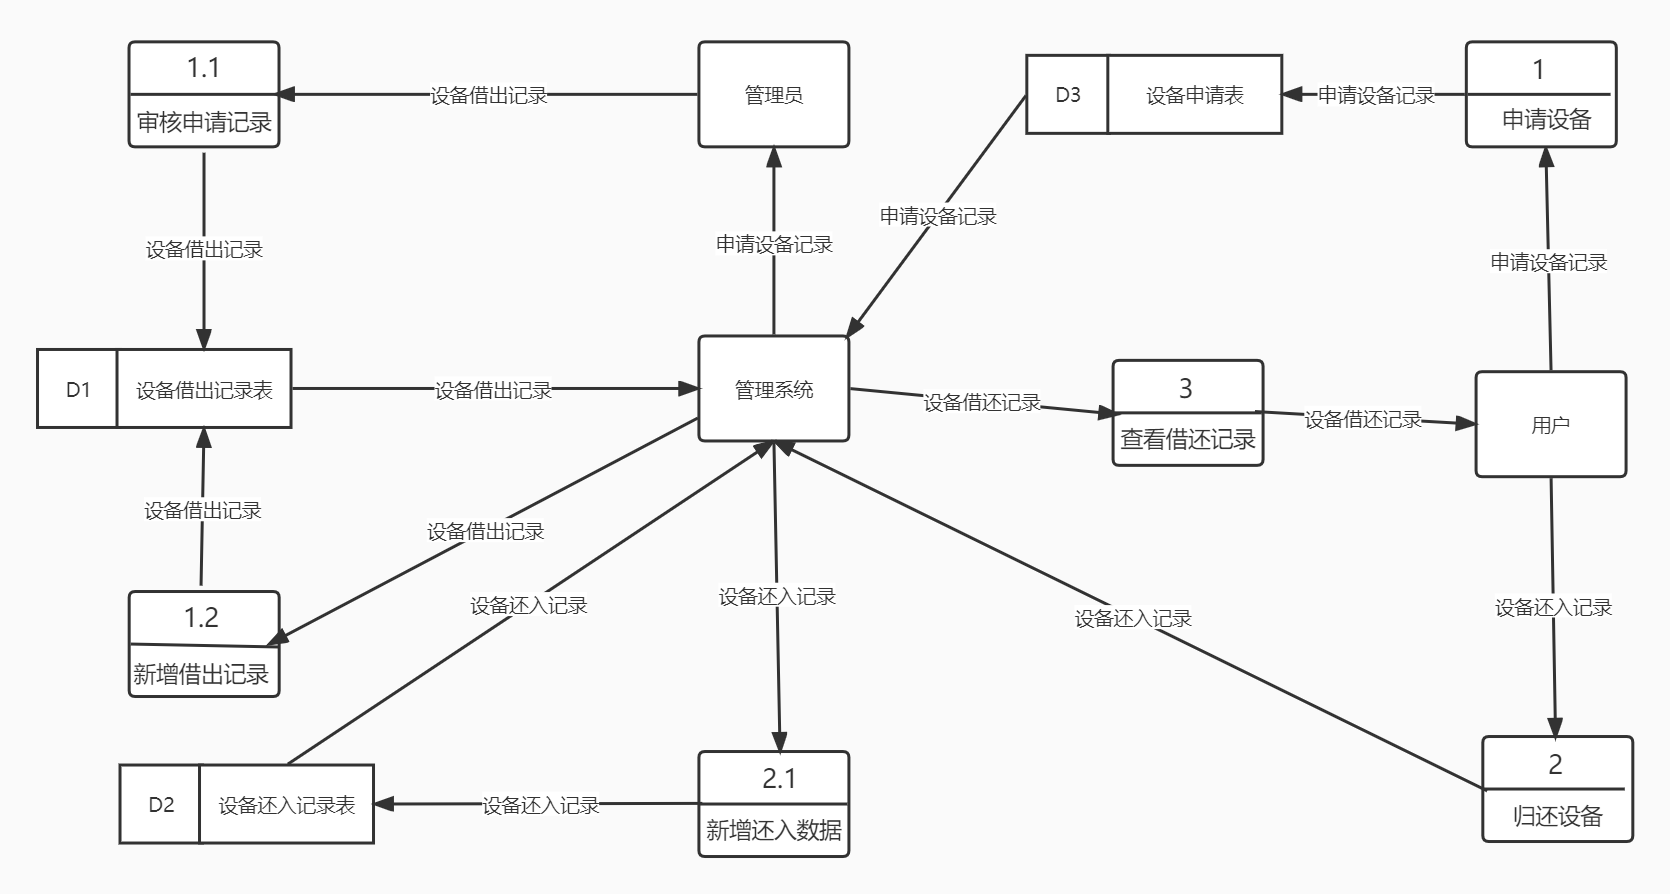 1.1
审核申请记录
设备借出记录
管理员
D3
设备申请表
申请设备记录
1
申请设备
设备借出记录
申请设备记录
申请设备记录
申请设备记录
D1
设备借出记录表
设备借出记录
管理系统
设备借还记录
3
查看借还记录
设备借还记录
用户
设备借出记录
设备借出记录
设备还入记录
设备还入记录
设备还入记录
设备还入记录
1.2
新增借出记录
D2
设备还入记录表
设备还入记录
2.1
新增还入数据
2
归还设备